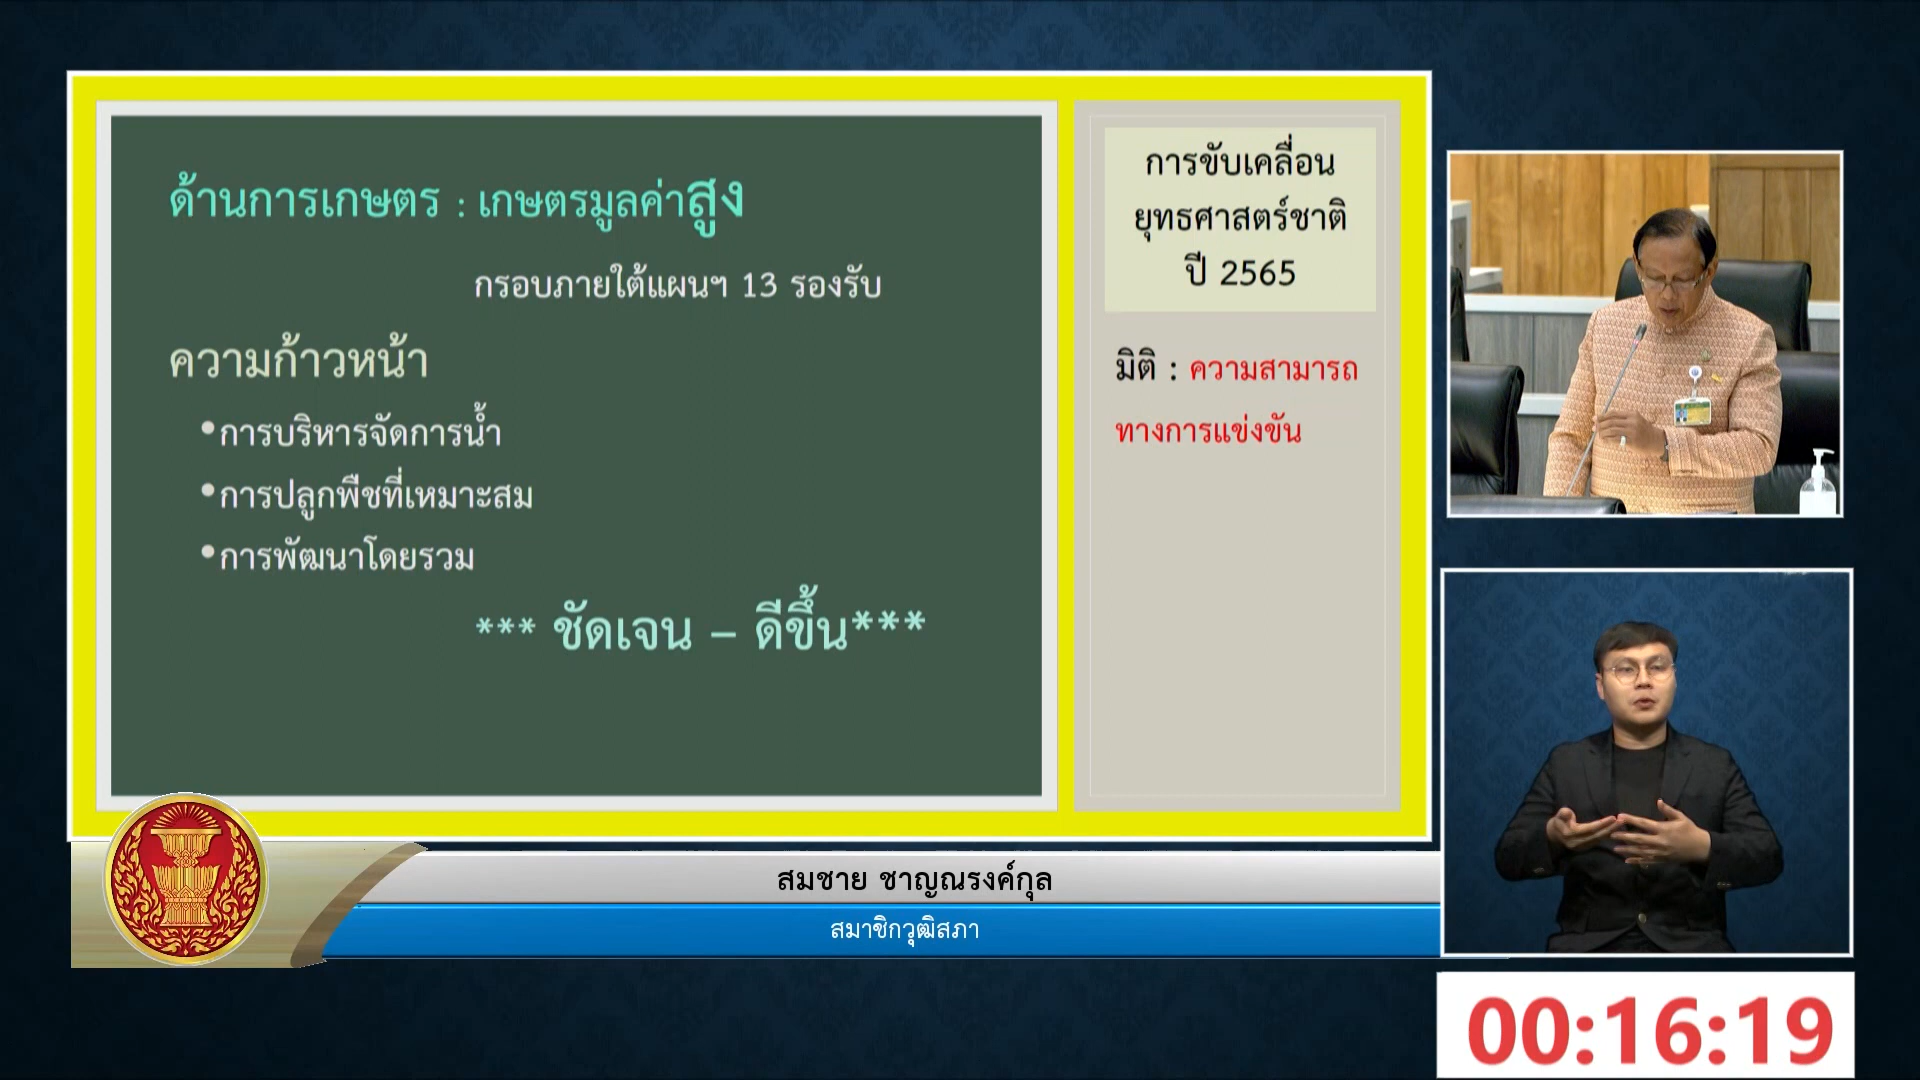 ด้านการเกษตร : เกษตรมูลค่าสูง
กรอบภายใต้แผนฯ 13 รองรับ
ความก้าวหน้า
•การบริหารจัดการน้ำ
•การปลูกพืชที่เหมาะสม
•การพัฒนาโดยรวม
*** ชัดเจน – ดีขึ้น***
การขับเคลื่อน
ยุทธศาสตร์ชาติ
ปี 2565
มิติ : ความสามารถ
ทางการแข่งขัน
สมชาย ชาญณรงค์กุล
สมาชิกวุฒิสภา
00:16:19